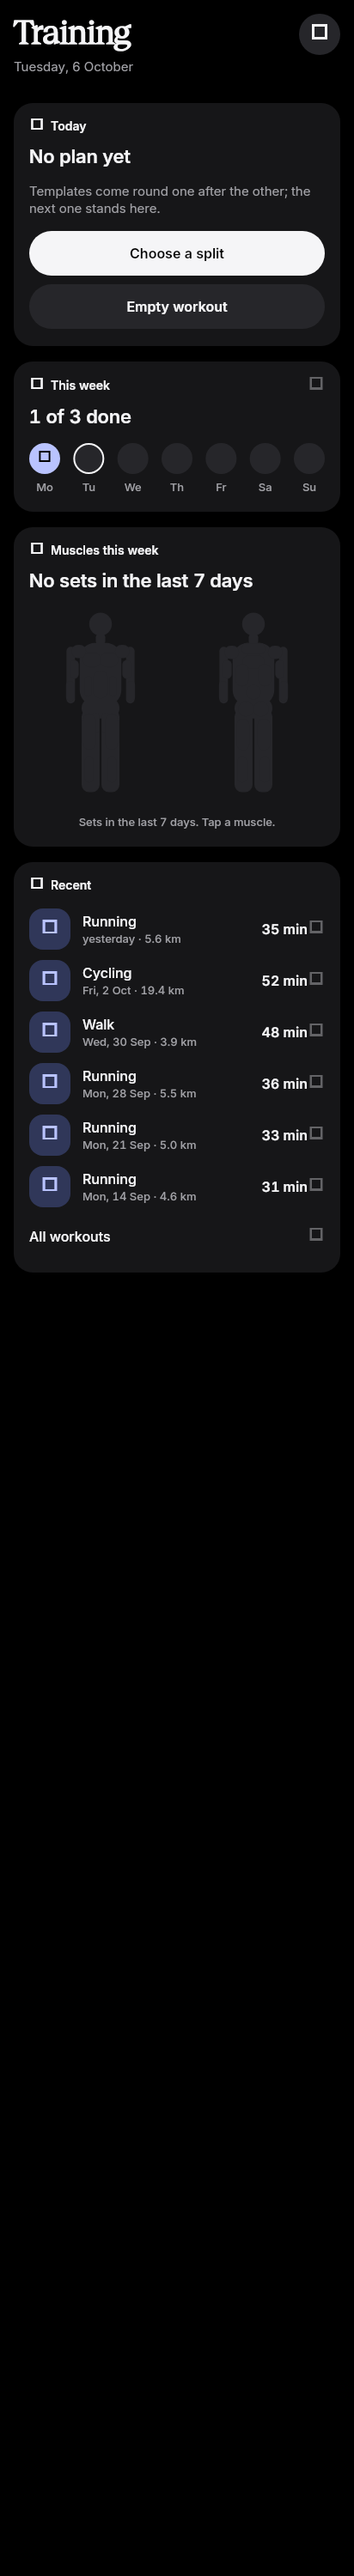 Training
Tuesday, 6 October
Today
No plan yet
Templates come round one after the other; the
next one stands here.
Choose a split
Empty workout
This week
1 of 3 done
Mo Tu We Th Fr Sa Su
Muscles this week
No sets in the last 7 days
Sets in the last 7 days. Tap a muscle.
Recent
Running
yesterday · 5.6 km
35 min
Cycling
Fri, 2 Oct · 19.4 km
52 min
Walk
Wed, 30 Sep · 3.9 km
48 min
Running
Mon, 28 Sep · 5.5 km
36 min
Running
Mon, 21 Sep · 5.0 km
33 min
Running
Mon, 14 Sep · 4.6 km
31 min
All workouts